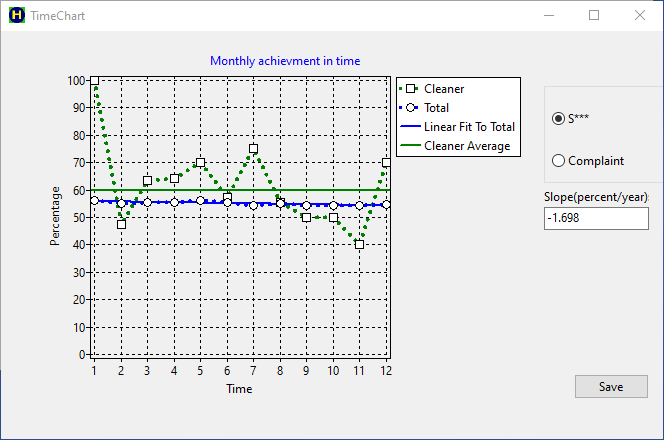 H TimeChart
Monthly achievment in time
100
90
80
70
60
50
40
30
20
10
0
Percentage
1 2 3 4 5 6 7 8 9 10 11 12
Time
Cleaner
Total
Linear Fit To Total
Cleaner Average
S***
Complaint
Slope(percent/year):
-1.698
Save